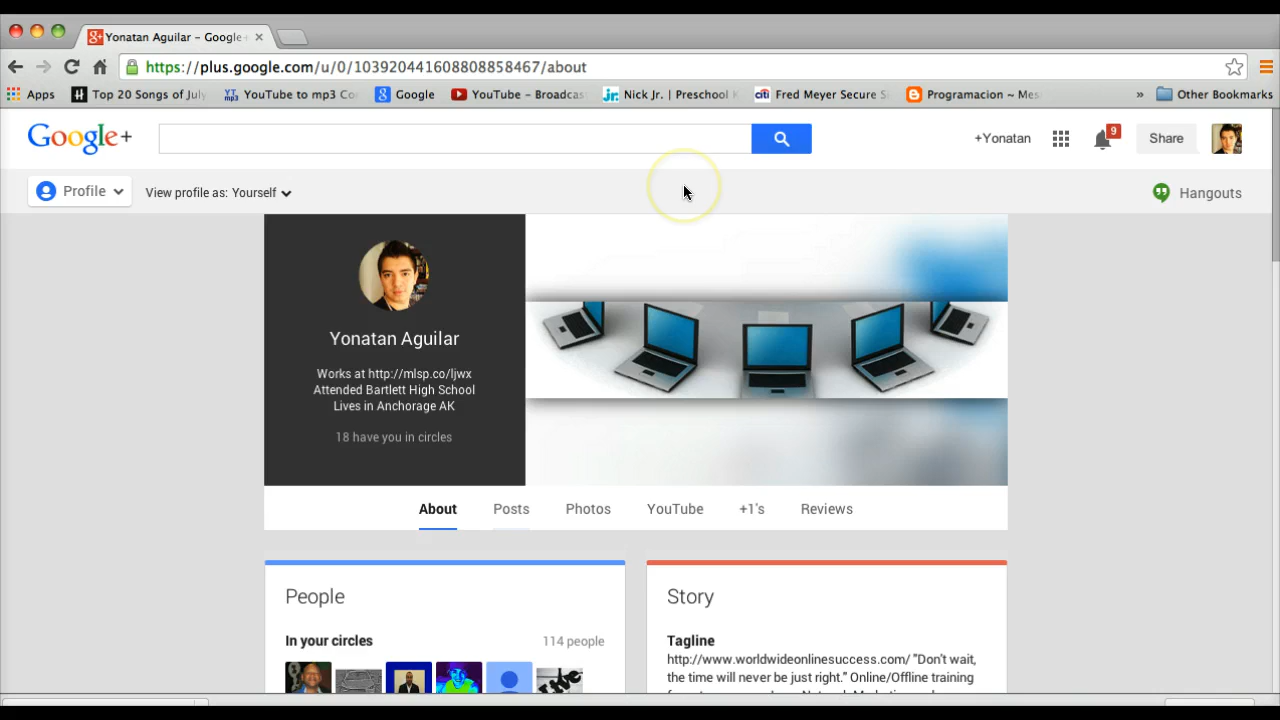 Yonatan Aguilar – Google+
https://plus.google.com/u/0/103920441608808858467/about
Apps Top 20 Songs of July YouTube to mp3 Co Google YouTube - Broadcas Nick Jr. | Preschool Fred Meyer Secure S Programacion ~ Mes » Other Bookmarks
Google+ +Yonatan 9 Share
Profile View profile as: Yourself Hangouts
Yonatan Aguilar
Works at http://mlsp.co/ljwx
Attended Bartlett High School
Lives in Anchorage AK
18 have you in circles
About Posts Photos YouTube +1's Reviews
People
In your circles 114 people
Story
Tagline
http://www.worldwideonlinesuccess.com/ "Don't wait,
the time will never be just right." Online/Offline training